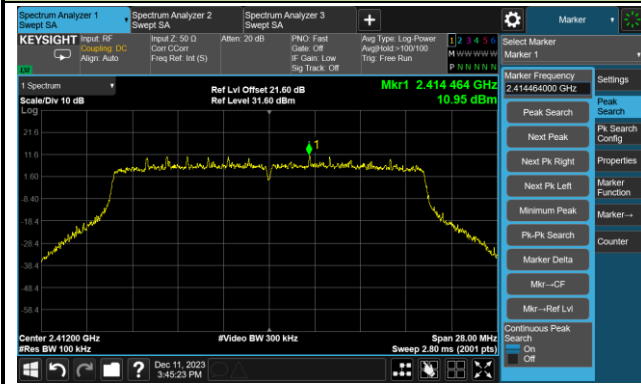 Spectrum Analyzer 1
Swept SA
Spectrum Analyzer 2
Swept SA
Spectrum Analyzer 3
Swept SA
+
Marker
KEYSIGHT
Input: RF
Coupling: DC
Align: Auto
Input Z: 50 Ω
Corr CCorr
Freq Ref: Int (S)
Atten: 20 dB
PNO: Fast
Gate: Off
IF Gain: Low
Sig Track: Off
Avg Type: Log-Power
Avg|Hold:>100/100
Trig: Free Run
1 2 3 4 5 6
M W W W W W
P N N N N N
LW
Select Marker
Marker 1
1 Spectrum
Scale/Div 10 dB
Log
Ref Lvl Offset 21.60 dB
Ref Level 31.60 dBm
Mkr1 2.414 464 GHz
10.95 dBm
21.6
11.6
1.60
-8.40
-18.4
-28.4
-38.4
-48.4
-58.4
1
Center 2.41200 GHz
#Res BW 100 kHz
#Video BW 300 kHz
Span 28.00 MHz
Sweep 2.80 ms (2001 pts)
Marker Frequency
2.414464000 GHz
Peak Search
Next Peak
Next Pk Right
Next Pk Left
Minimum Peak
Pk-Pk Search
Marker Delta
Mkr→CF
Mkr→Ref Lvl
Continuous Peak
Search
On
Off
Settings
Peak
Search
Pk Search
Config
Properties
Marker
Function
Marker→
Counter
?
Dec 11, 2023
3:45:23 PM